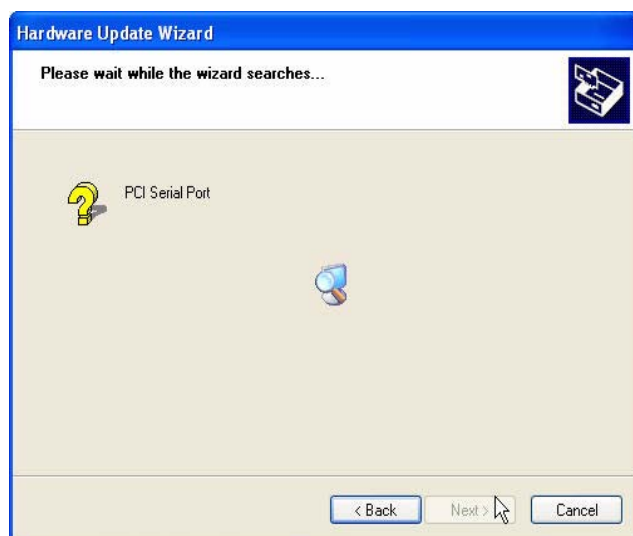 Hardware Update Wizard
Please wait while the wizard searches...
PCI Serial Port
< Back
Next >
Cancel